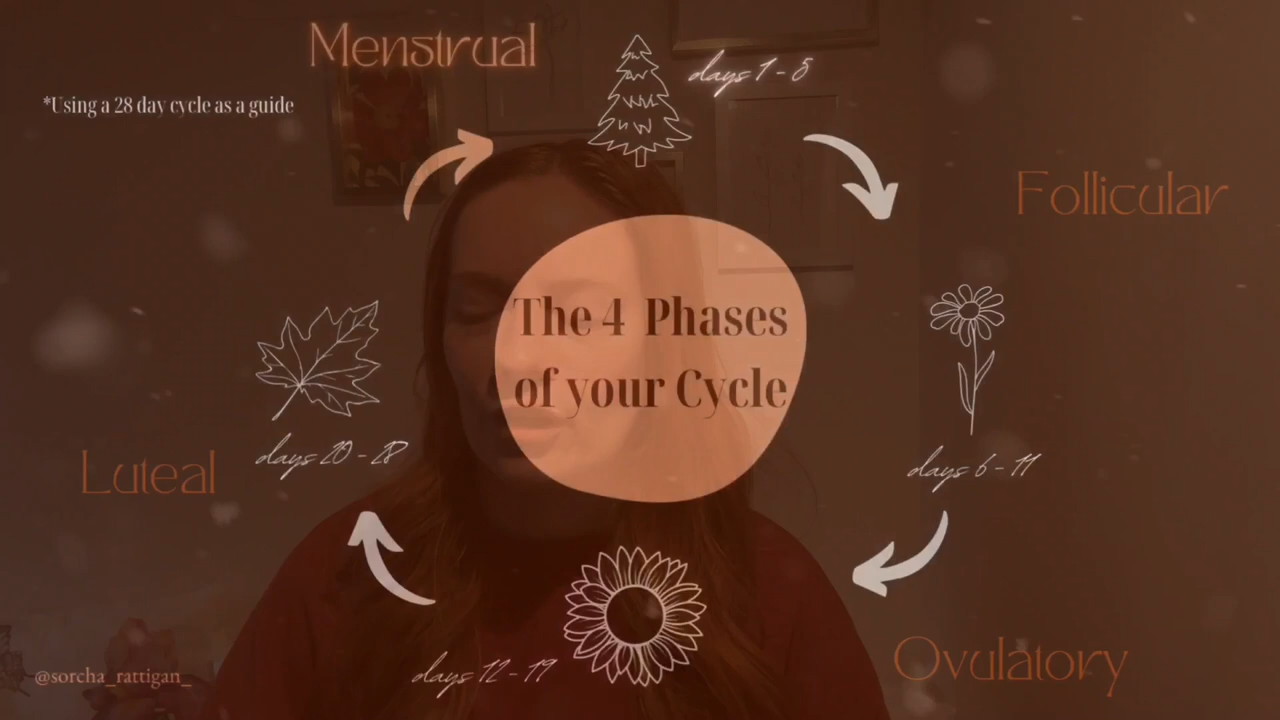 Menstrual
days 1 - 5
*Using a 28 day cycle as a guide
Follicular
The 4 Phases
of your Cycle
days 20 - 28
Luteal
days 6 - 11
Ovulatory
days 12 - 19
@sorcha_rattigan_